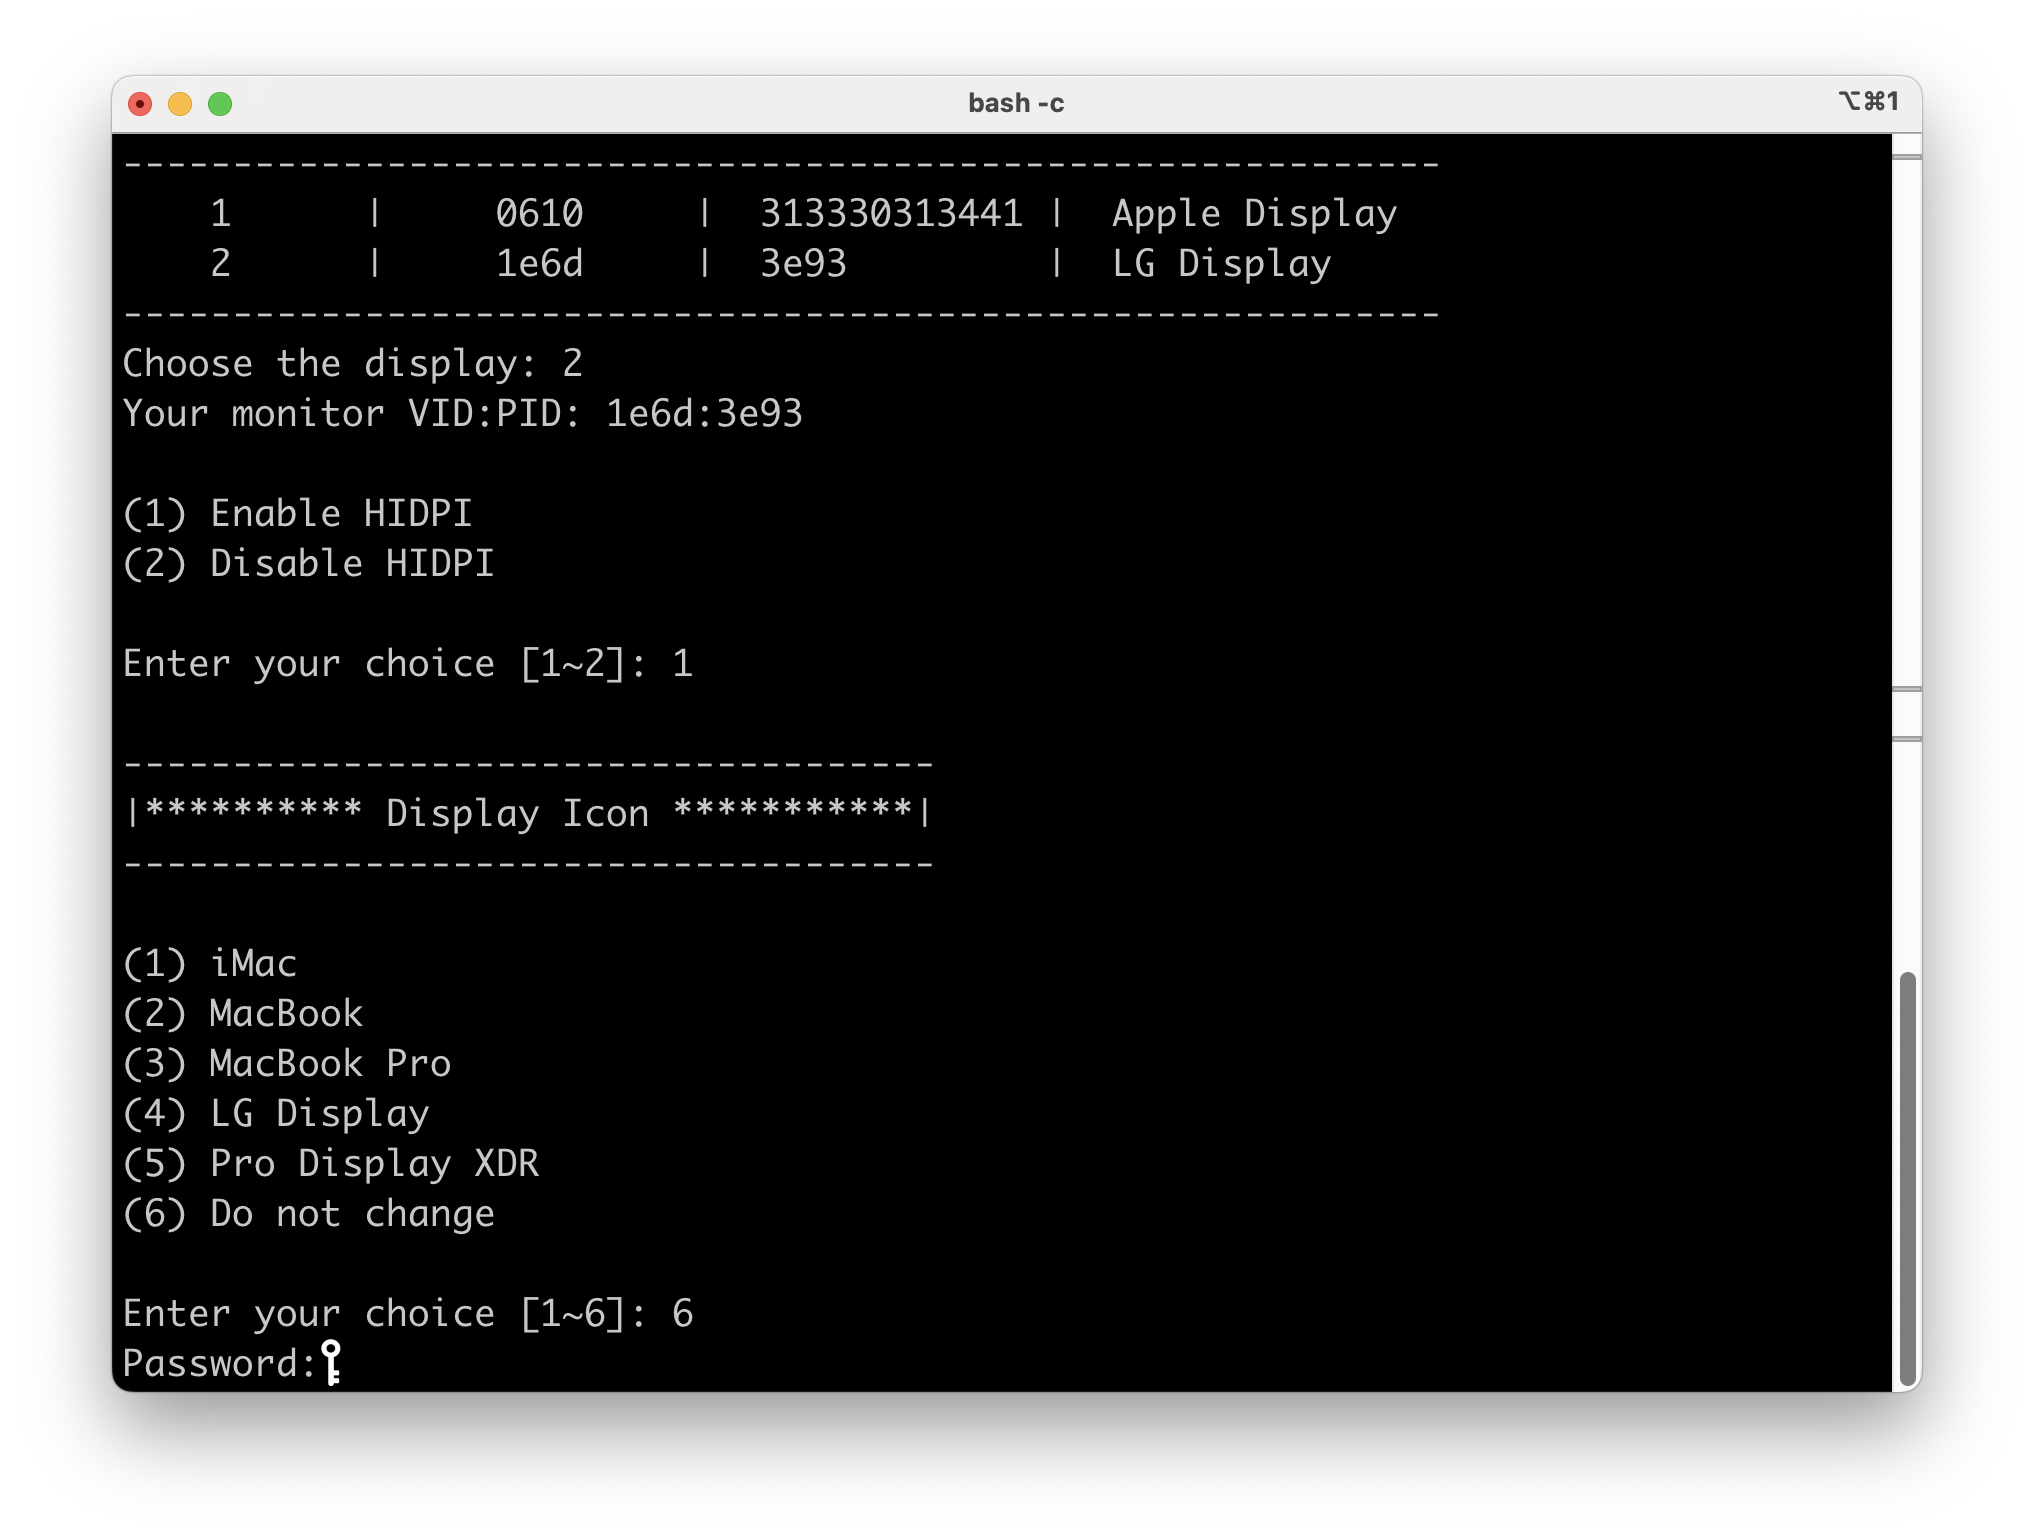 bash -c
⌥⌘1
------------------------------------------------------------
    1      |     0610     |  313330313441 |  Apple Display
    2      |     1e6d     |  3e93         |  LG Display
------------------------------------------------------------
Choose the display: 2
Your monitor VID:PID: 1e6d:3e93
(1) Enable HIDPI
(2) Disable HIDPI
Enter your choice [1~2]: 1
-------------------------------------
|********** Display Icon ***********|
-------------------------------------
(1) iMac
(2) MacBook
(3) MacBook Pro
(4) LG Display
(5) Pro Display XDR
(6) Do not change
Enter your choice [1~6]: 6
Password: